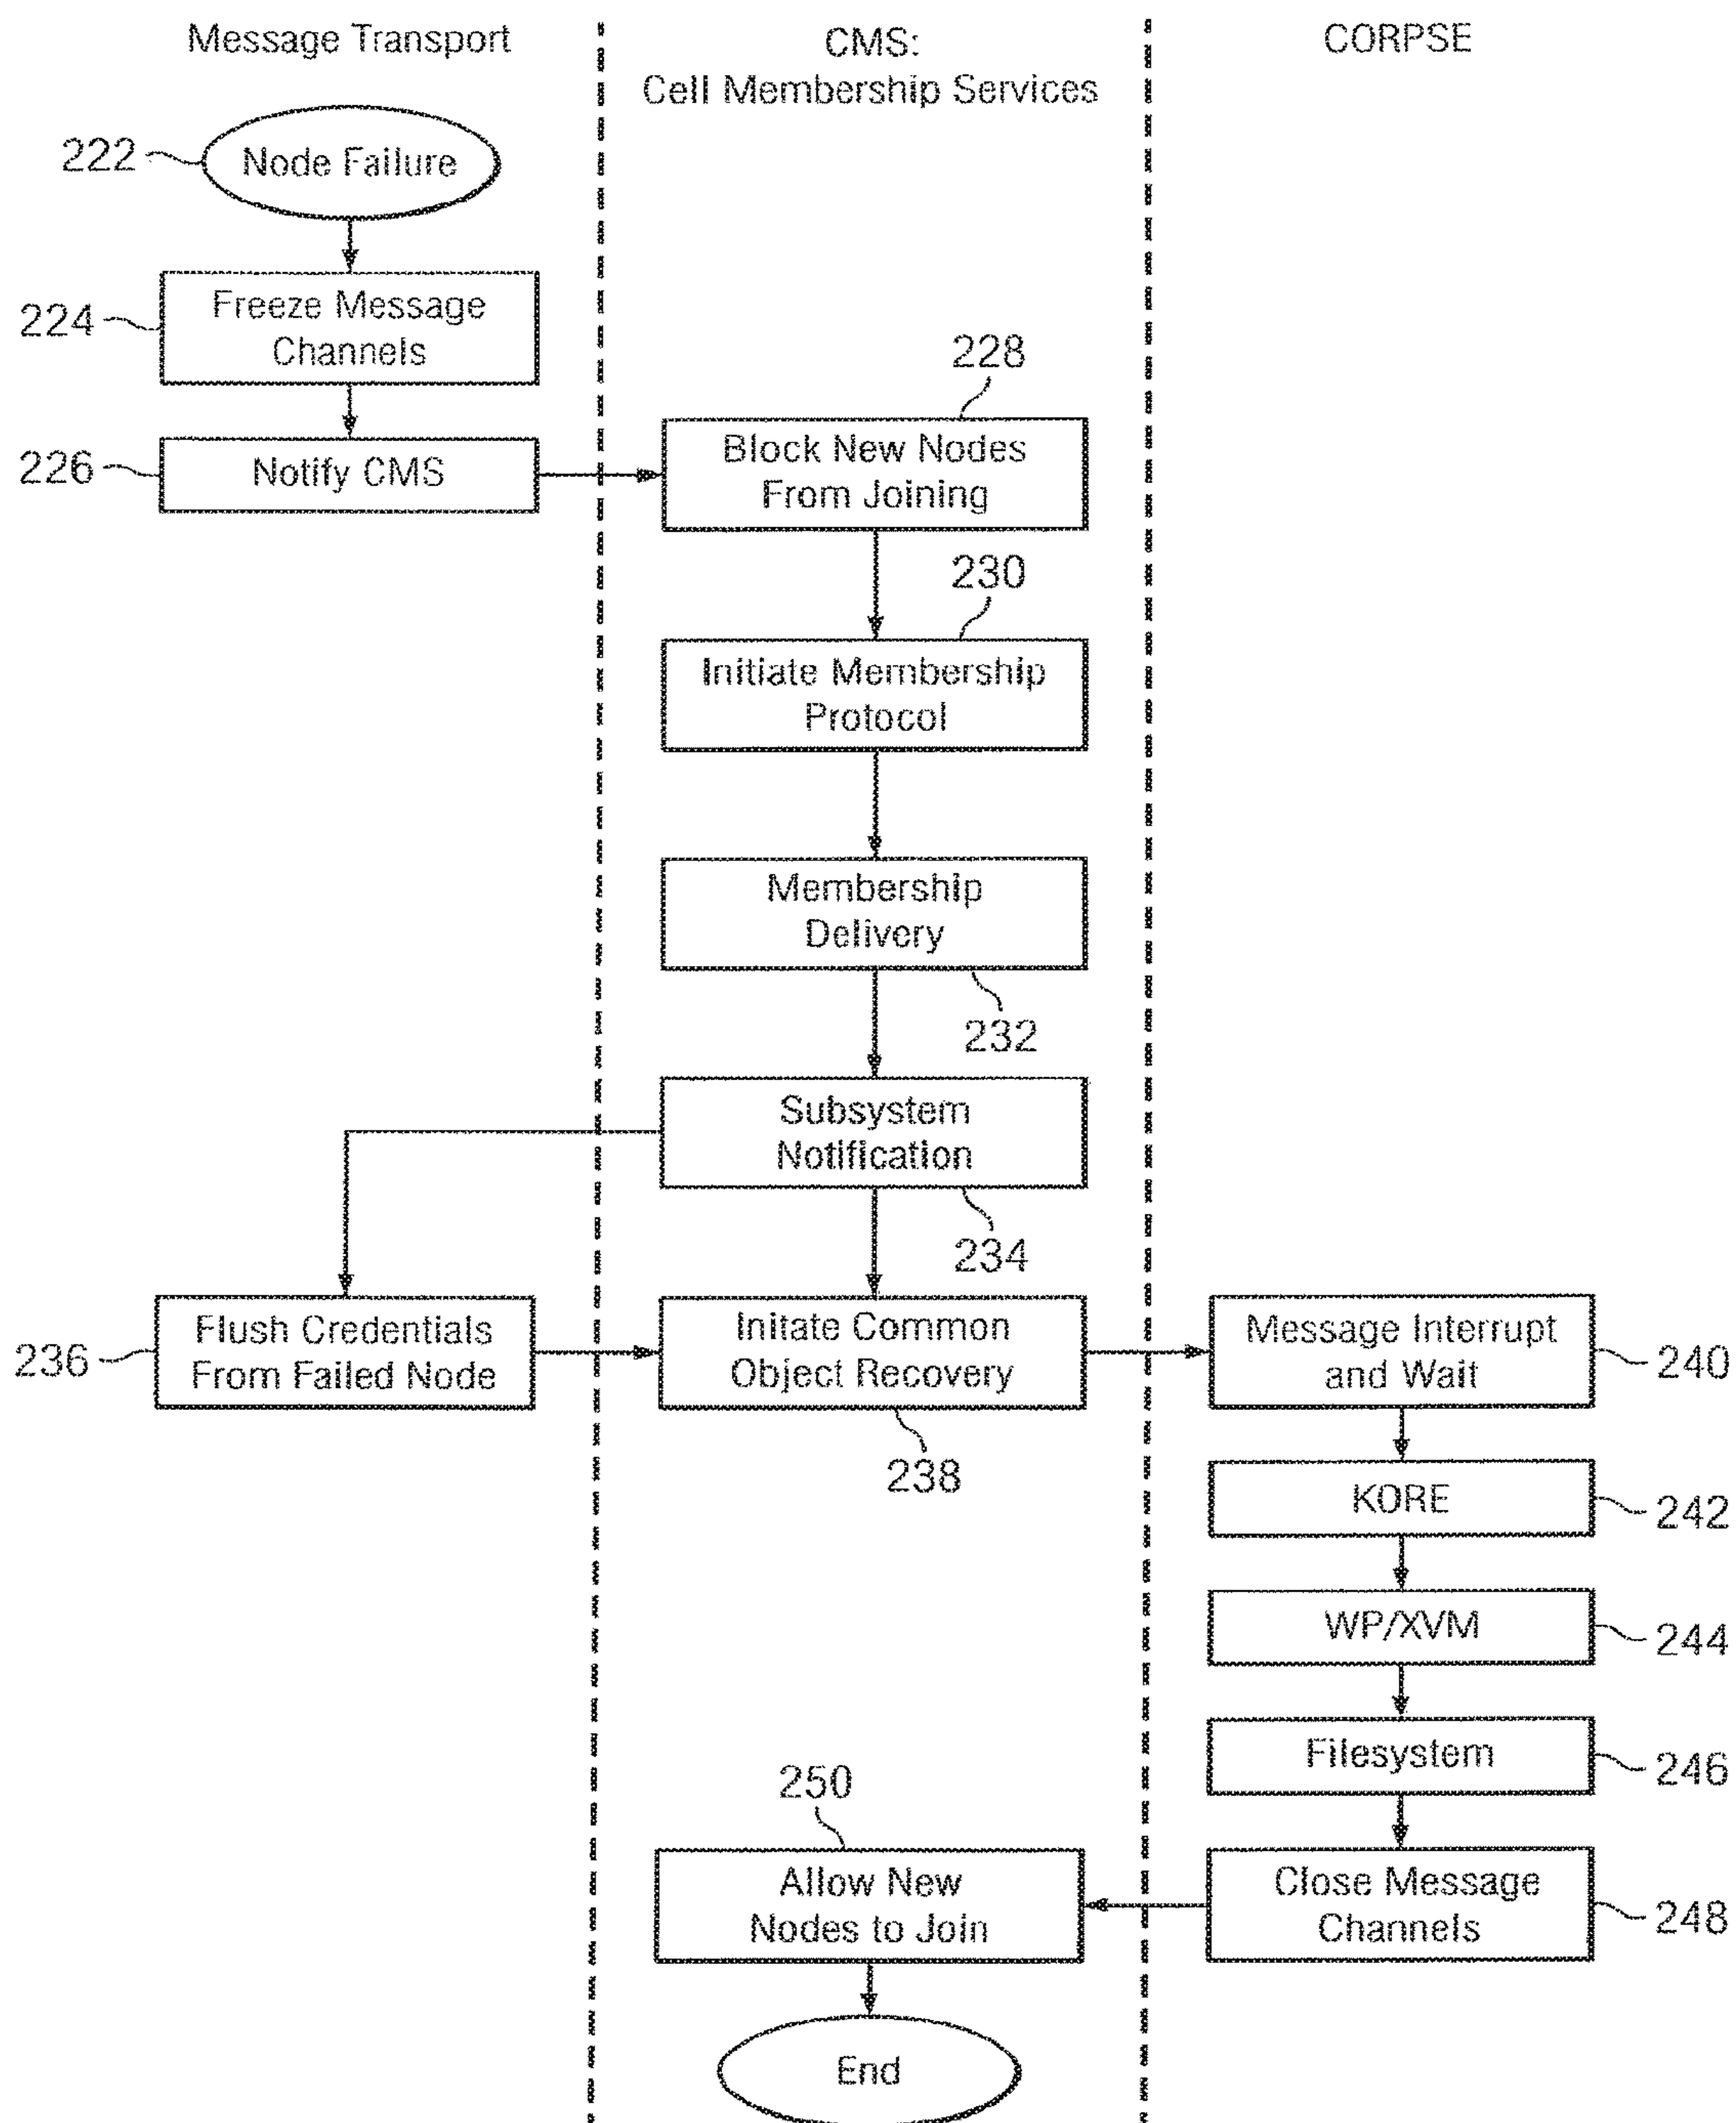 Message Transport
CMS:
Cell Membership Services
CORPSE
222
Node Failure
224
Freeze Message
Channels
226
Notify CMS
228
Block New Nodes
From Joining
230
Initiate Membership
Protocol
Membership
Delivery
232
Subsystem
Notification
234
236
Flush Credentials
From Failed Node
Initate Common
Object Recovery
238
Message Interrupt
and Wait
240
KORE
242
WP/XVM
244
Filesystem
246
Close Message
Channels
248
250
Allow New
Nodes to Join
End